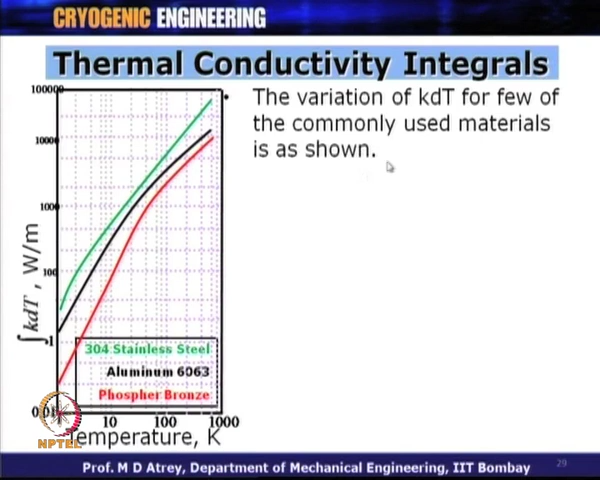 CRYOGENIC ENGINEERING
Thermal Conductivity Integrals
• The variation of kdT for few of
the commonly used materials
is as shown.
100000
10000
1000
100
1
∫kdT , W/m
304 Stainless Steel
Aluminum 6063
Phospher Bronze
10 100 1000
Temperature, K
NPTEL
Prof. M D Atrey, Department of Mechanical Engineering, IIT Bombay
29